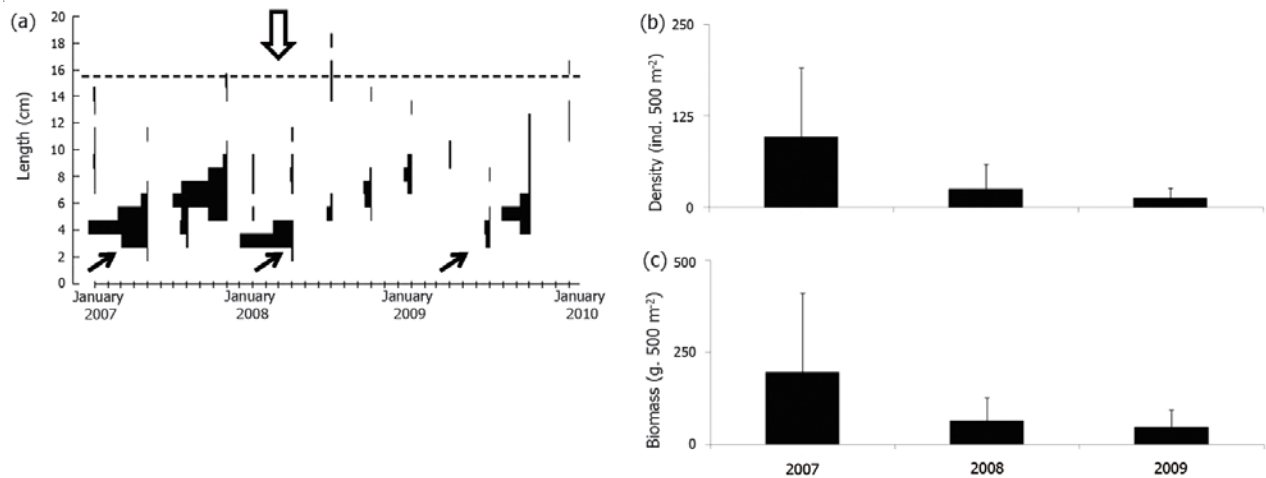 (a)
Length (cm)
20
18
16
14
12
10
8
6
4
2
0
January
2007
January
2008
January
2009
January
2010
(b)
Density (ind. 500 m⁻²)
250
125
0
(c)
Biomass (g. 500 m⁻²)
500
250
0
2007
2008
2009